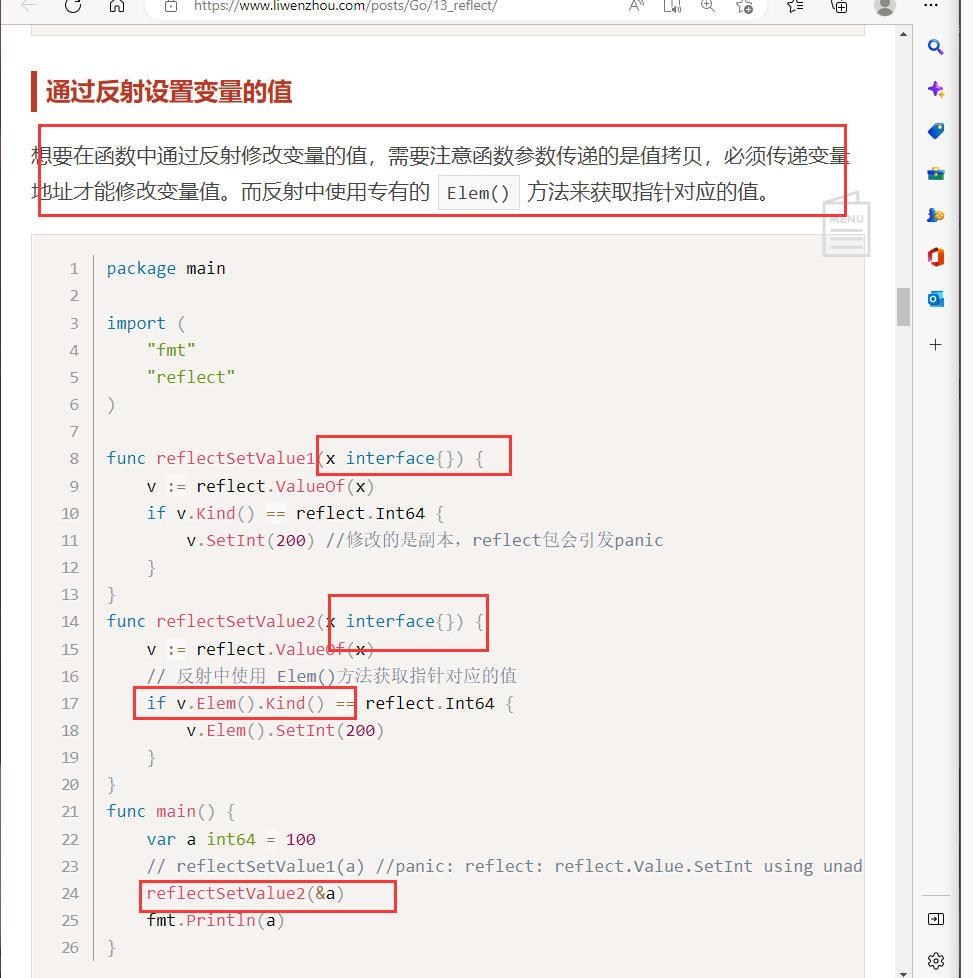 https://www.liwenzhou.com/posts/Go/13_reflect/
通过反射设置变量的值
想要在函数中通过反射修改变量的值，需要注意函数参数传递的是值拷贝，必须传递变量
地址才能修改变量值。而反射中使用专有的 Elem() 方法来获取指针对应的值。
MENU
1 package main
2
3 import (
4     "fmt"
5     "reflect"
6 )
7
8 func reflectSetValue1(x interface{}) {
9     v := reflect.ValueOf(x)
10     if v.Kind() == reflect.Int64 {
11         v.SetInt(200) //修改的是副本，reflect包会引发panic
12     }
13 }
14 func reflectSetValue2(x interface{}) {
15     v := reflect.ValueOf(x)
16     // 反射中使用 Elem()方法获取指针对应的值
17     if v.Elem().Kind() == reflect.Int64 {
18         v.Elem().SetInt(200)
19     }
20 }
21 func main() {
22     var a int64 = 100
23     // reflectSetValue1(a) //panic: reflect: reflect.Value.SetInt using unad
24     reflectSetValue2(&a)
25     fmt.Println(a)
26 }